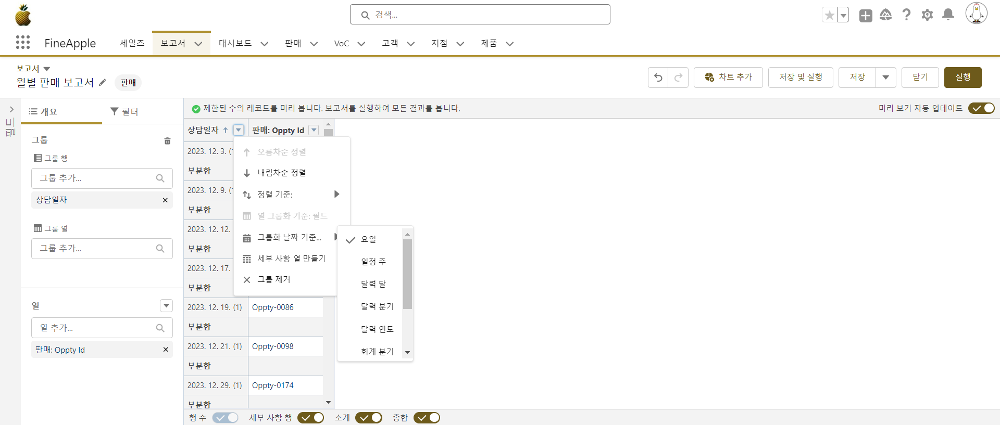 검색...
FineApple
세일즈
보고서
대시보드
판매
VoC
고객
지점
제품
보고서
월별 판매 보고서
판매
차트 추가
저장 및 실행
저장
닫기
실행
필드
개요
필터
제한된 수의 레코드를 미리 봅니다. 보고서를 실행하여 모든 결과를 봅니다.
미리 보기 자동 업데이트
그룹
그룹 행
그룹 추가...
상담일자
그룹 열
그룹 추가...
열
열 추가...
판매: Oppty Id
상담일자
판매: Oppty Id
2023. 12. 3.
부분합
2023. 12. 9.
부분합
2023. 12. 12.
부분합
2023. 12. 17.
부분합
2023. 12. 19. (1) Oppty-0086
부분합
2023. 12. 21. (1) Oppty-0098
부분합
2023. 12. 29. (1) Oppty-0174
부분합
오름차순 정렬
내림차순 정렬
정렬 기준:
열 그룹화 기준: 필드
그룹화 날짜 기준...
세부 사항 열 만들기
그룹 제거
요일
일정 주
달력 달
달력 분기
달력 연도
회계 분기
행 수
세부 사항 행
소계
총합